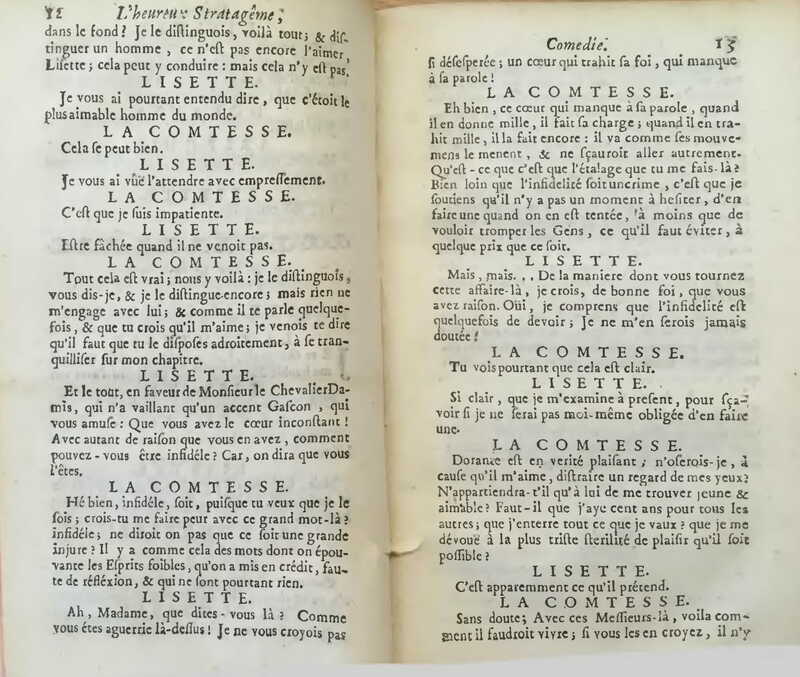 12 L'heureux Stratagême,
dans le fond ? Je le diſtinguois, voilà tout ; & diſ-
tinguer un homme , ce n'eſt pas encore l'aimer,
Liſette ; cela peut y conduire : mais cela n'y eſt pas.
LISETTE.
Je vous ai pourtant entendu dire , que c'étoit le
plus aimable homme du monde.
LA COMTESSE.
Cela ſe peut bien.
LISETTE.
Je vous ai vûë l'attendre avec empreſſement.
LA COMTESSE.
C'eſt que je ſuis impatiente.
LISETTE.
Eſtre fâchée quand il ne venoit pas.
LA COMTESSE.
Tout cela eſt vrai ; nous y voilà : je le diſtinguois,
vous dis-je, & je le diſtingue encore ; mais rien ne
m'engage avec lui ; & comme il te parle quelque-
fois , & que tu crois qu'il m'aime ; je venois te dire
qu'il faut que tu le diſpoſes adroitement, à ſe tran-
quilliſer ſur mon chapitre.
LISETTE.
Et le tout, en faveur de Monſieur le Chevalier Da-
mis, qui n'a vaillant qu'un accent Gaſcon , qui
vous amuſe : Que vous avez le cœur inconſtant !
Avec autant de raiſon que vous en avez , comment
pouvez - vous être infidéle ? Car, on dira que vous
l'êtes.
LA COMTESSE.
Hé bien, infidéle, ſoit, puiſque tu veux que je le
ſois ; crois-tu me faire peur avec ce grand mot-là ?
infidéle ; ne diroit on pas que ce ſoit une grande
injure ? Il y a comme cela des mots dont on épou-
vante les Eſprits foibles, qu'on a mis en crédit, fau-
te de réfléxion, & qui ne ſont pourtant rien.
LISETTE.
Ah , Madame, que dites - vous là ? Comme
vous étes aguerrie là-deſſus ! Je ne vous croyois pas
Comedie. 13
ſi déſeſperée ; un cœur qui trahit ſa foi, qui manque
à ſa parole !
LA COMTESSE.
Eh bien , ce cœur qui manque à ſa parole , quand
il en donne mille , il fait ſa charge ; quand il en tra-
hit mille , il la fait encore : il va comme ſes mouve-
mens le menent , & ne ſçauroit aller autrement.
Qu'eſt - ce que c'eſt que l'étalage que tu me fais-là ?
Bien loin que l'infidelité ſoit un crime , c'eſt que je
ſoutiens qu'il n'y a pas un moment à heſiter, d'en
faire une quand on en eſt tentée, à moins que de
vouloir tromper les Gens , ce qu'il faut éviter, à
quelque prix que ce ſoit.
LISETTE.
Mais , mais. . . De la maniere dont vous tournez
cette affaire-là , je crois, de bonne foi , que vous
avez raiſon. Oüi, je comprens que l'infidelité eſt
quelquefois de devoir ; Je ne m'en ſerois jamais
doutée !
LA COMTESSE.
Tu vois pourtant que cela eſt clair.
LISETTE.
Si clair , que je m'examine à preſent, pour ſça-
voir ſi je ne ſerai pas moi-même obligée d'en faire
une.
LA COMTESSE.
Dorante eſt en verité plaiſant ; n'oſerois-je , à
cauſe qu'il m'aime, diſtraire un regard de mes yeux ?
N'appartiendra-t'il qu'à lui de me trouver jeune &
aimable ? Faut-il que j'aye cent ans pour tous les
autres ; que j'enterre tout ce que je vaux ? que je me
dévouë à la plus triſte ſterilité de plaiſir qu'il ſoit
poſſible ?
LISETTE.
C'eſt apparemment ce qu'il prétend.
LA COMTESSE.
Sans doute ; Avec ces Meſſieurs-là , voila com-
ment il faudroit vivre ; ſi vous les en croyez , il n'y